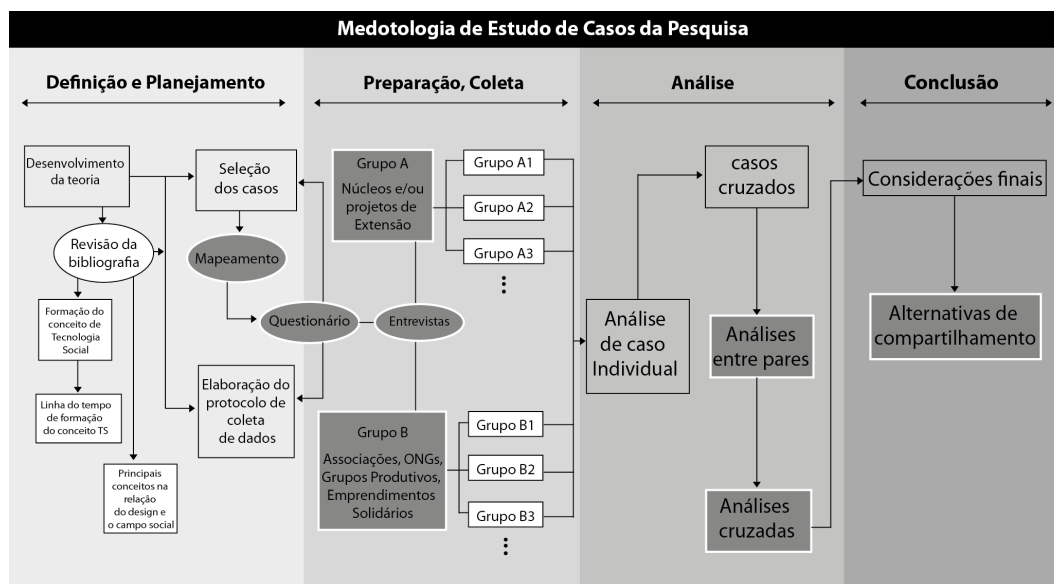 Medotologia de Estudo de Casos da Pesquisa
Definição e Planejamento
Desenvolvimento
da teoria
Revisão da
bibliografia
Formação do
conceito de
Tecnologia
Social
Linha do tempo
de formação
do conceito TS
Principais
conceitos na
relação
do design e
o campo social
Seleção
dos casos
Mapeamento
Questionário
Elaboração do
protocolo de
coleta
de dados
Preparação, Coleta
Grupo A
Núcleos e/ou
projetos de
Extensão
Grupo A1
Grupo A2
Grupo A3
Entrevistas
Grupo B
Associações, ONGs,
Grupos Produtivos,
Emprendimentos
Solidários
Grupo B1
Grupo B2
Grupo B3
Análise
Análise
de caso
Individual
casos
cruzados
Análises
entre pares
Análises
cruzadas
Conclusão
Considerações finais
Alternativas de
compartilhamento